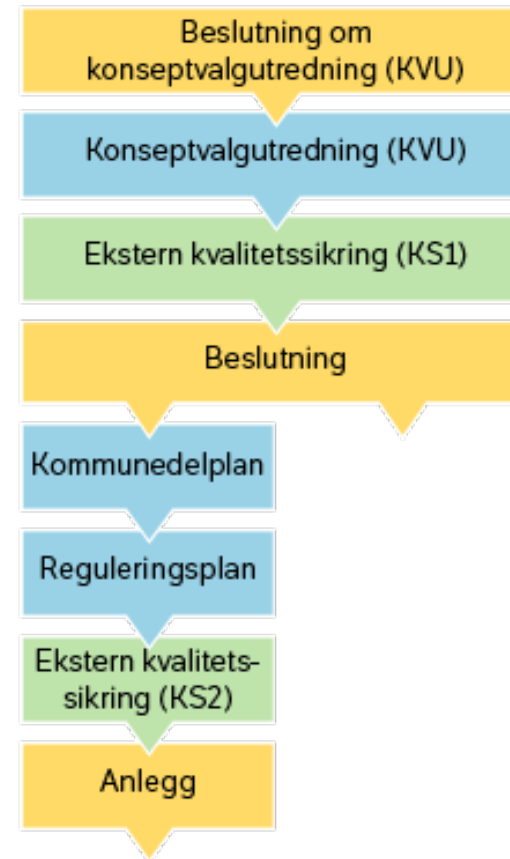 Beslutning om
konseptvalgutredning (KVU)
Konseptvalgutredning (KVU)
Ekstern kvalitetssikring (KS1)
Beslutning
Kommunedelplan
Reguleringsplan
Ekstern kvalitets-
sikring (KS2)
Anlegg